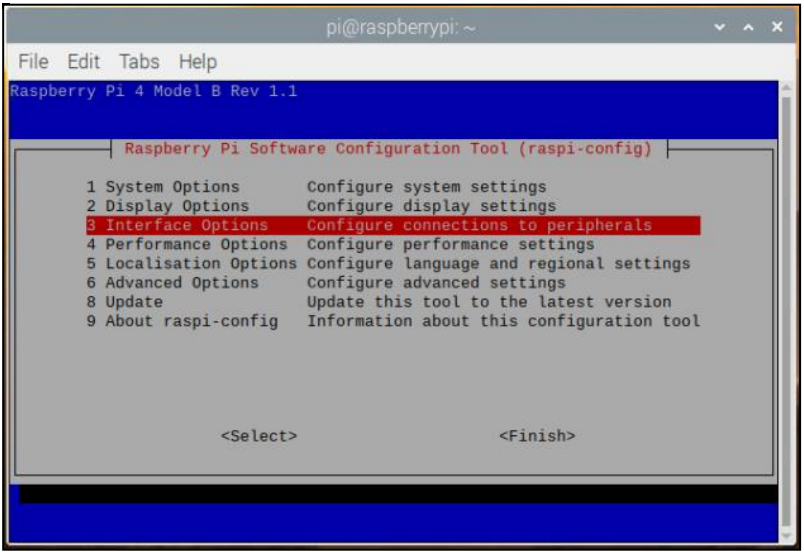 pi@raspberrypi: ~
File Edit Tabs Help
Raspberry Pi 4 Model B Rev 1.1
Raspberry Pi Software Configuration Tool (raspi-config)
1 System Options Configure system settings
2 Display Options Configure display settings
3 Interface Options Configure connections to peripherals
4 Performance Options Configure performance settings
5 Localisation Options Configure language and regional settings
6 Advanced Options Configure advanced settings
8 Update Update this tool to the latest version
9 About raspi-config Information about this configuration tool
<Select> <Finish>